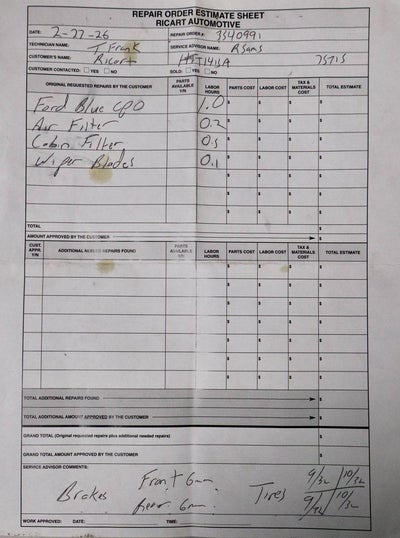 REPAIR ORDER ESTIMATE SHEET
RICART AUTOMOTIVE
DATE: 2-27-26 REPAIR ORDER #: 3540991
TECHNICIAN NAME: T. Frank SERVICE ADVISOR NAME: R Sams
CUSTOMER'S NAME: Ricart HTJ1415A 75715
CUSTOMER CONTACTED: YES NO SOLD: YES NO
ORIGINAL REQUESTED REPAIRS BY THE CUSTOMER PARTS AVAILABLE Y/N LABOR HOURS PARTS COST LABOR COST TAX & MATERIALS COST TOTAL ESTIMATE
Ford Blue CPO 1.0 $ $ $ $
Air Filter 0.2 $ $ $ $
Cabin Filter $ $ $ $
Wiper Blades 0.1 $ $ $ $
$ $ $ $
$ $ $ $
$ $ $ $
TOTAL
AMOUNT APPROVED BY THE CUSTOMER $
CUST. APPR. Y/N ADDITIONAL NEEDED REPAIRS FOUND PARTS AVAILABLE Y/N LABOR HOURS PARTS COST LABOR COST TAX & MATERIALS COST TOTAL ESTIMATE
$ $ $ $
$ $ $ $
$ $ $ $
$ $ $ $
$ $ $ $
$ $ $ $
$ $ $ $
TOTAL ADDITIONAL REPAIRS FOUND $
TOTAL ADDITIONAL AMOUNT APPROVED BY THE CUSTOMER $
GRAND TOTAL (Original requested repairs plus additional needed repairs) $
GRAND TOTAL AMOUNT APPROVED BY THE CUSTOMER $
SERVICE ADVISOR COMMENTS:
Brakes Front 6mm Tires 9/32 10/32
Rear 6mm 9/32 10/32
WORK APPROVED: DATE: TIME: